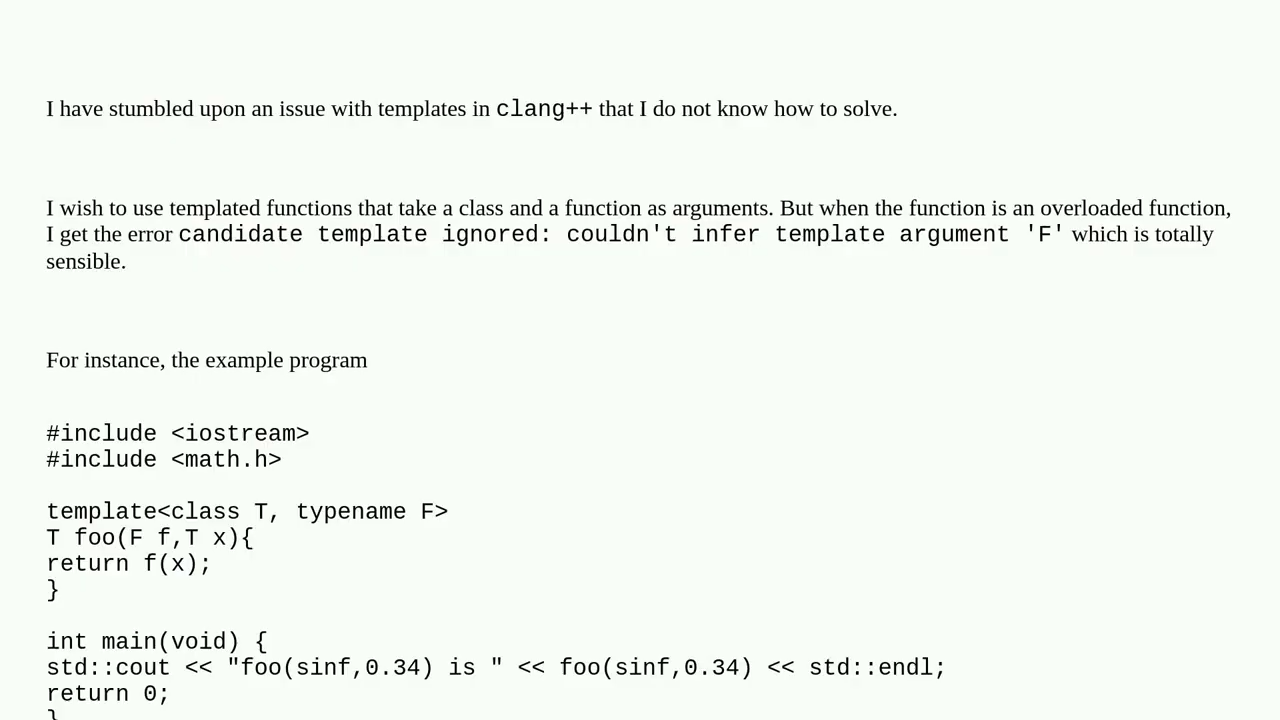 I have stumbled upon an issue with templates in clang++ that I do not know how to solve.
I wish to use templated functions that take a class and a function as arguments. But when the function is an overloaded function,
I get the error candidate template ignored: couldn't infer template argument 'F' which is totally
sensible.
For instance, the example program
#include <iostream>
#include <math.h>
template<class T, typename F>
T foo(F f,T x){
return f(x);
}
int main(void) {
std::cout << "foo(sinf,0.34) is " << foo(sinf,0.34) << std::endl;
return 0;
}